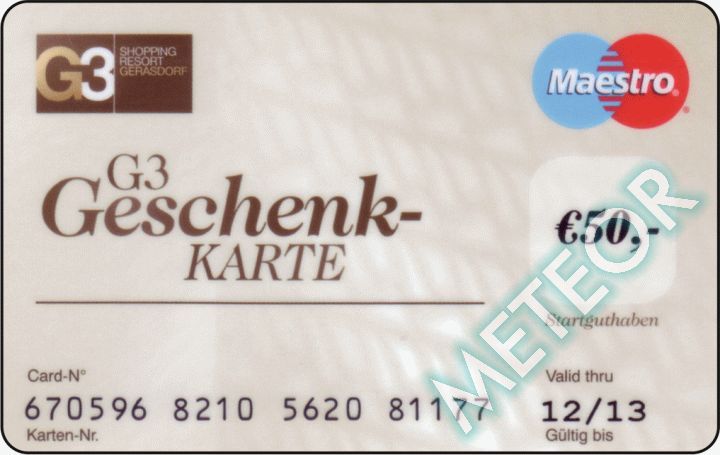 G3
SHOPPING
RESORT
GERASDORF
Maestro
G3
Geschenk-
KARTE
€50,-
Startguthaben
METEOR
Card-N°
Valid thru
670596 8210 5620 81177
12/13
Karten-Nr.
Gültig bis